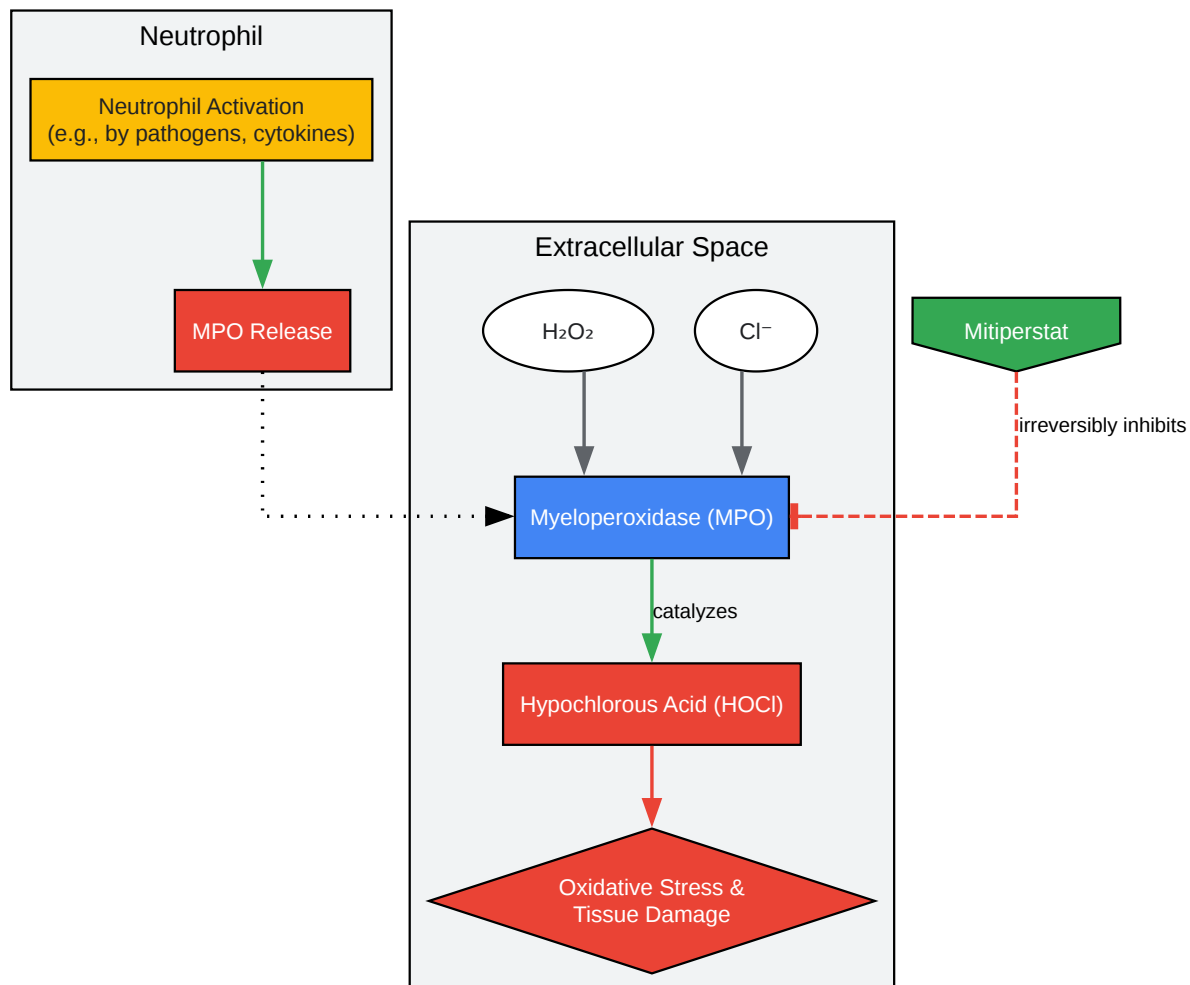 Neutrophil
Neutrophil Activation
(e.g., by pathogens, cytokines)
MPO Release
Extracellular Space
H₂O₂
Cl⁻
Mitiperstat
irreversibly inhibits
Myeloperoxidase (MPO)
catalyzes
Hypochlorous Acid (HOCl)
Oxidative Stress &
Tissue Damage